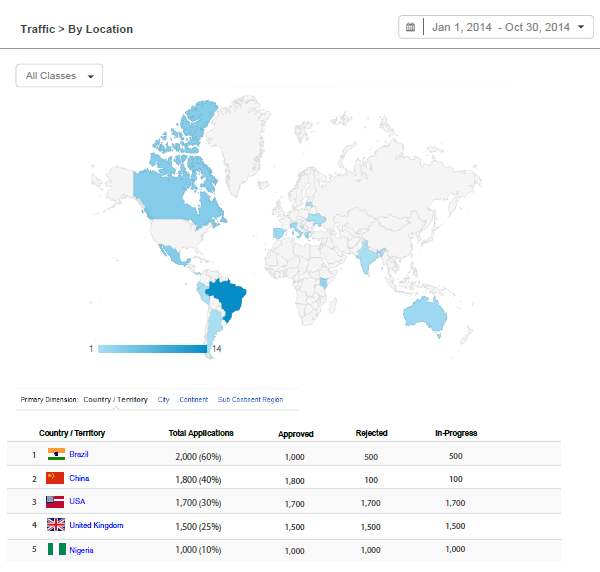 Traffic > By Location
Jan 1, 2014 - Oct 30, 2014
All Classes
1 14
Primary Dimension: Country / Territory City Continent Sub Continent Region
Country / Territory Total Applications Approved Rejected In-Progress
1 Brazil 2,000 (60%) 1,000 500 500
2 China 1,800 (40%) 1,800 100 100
3 USA 1,700 (30%) 1,700 1,700 1,700
4 United Kingdom 1,500 (25%) 1,500 1,500 1,500
5 Nigeria 1,000 (10%) 1,000 1,000 1,000